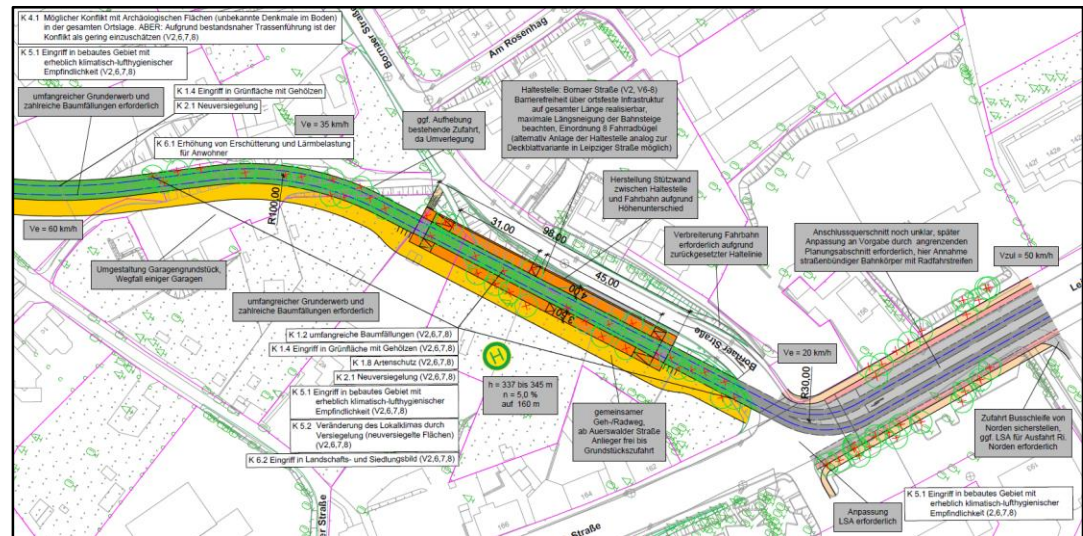 K 4.1 Möglicher Konflikt mit Archäologischen Flächen (unbekannte Denkmale im Boden)
in der gesamten Ortslage. ABER: Aufgrund bestandsnaher Trassenführung ist der
Konflikt als gering einzuschätzen (V2,6,7,8)
K 5.1 Eingriff in bebautes Gebiet mit
erheblich klimatisch-lufthygienischer
Empfindlichkeit (V2,6,7,8)
umfangreicher Grunderwerb und
zahlreiche Baumfällungen erforderlich
K 1.4 Eingriff in Grünfläche mit Gehölzen
K 2.1 Neuversiegelung
Ve = 35 km/h
K 6.1 Erhöhung von Erschütterung und Lärmbelastung
für Anwohner
Bornaer Straße
Am Rosenhag
ggf. Aufhebung
bestehende Zufahrt,
da Umverlegung
Haltestelle: Bornaer Straße (V2, V6-8)
Barrierefreiheit über ortsfeste Infrastruktur
auf gesamter Länge realisierbar,
maximale Längsneigung der Bahnsteige
beachten, Einordnung 8 Fahrradbügel
(alternativ Anlage der Haltestelle analog zur
Deckblattvariante in Leipziger Straße möglich)
Herstellung Stützwand
zwischen Haltestelle
und Fahrbahn aufgrund
Höhenunterschied
Verbreiterung Fahrbahn
erforderlich aufgrund
zurückgesetzter Haltelinie
Anschlussquerschnitt noch unklar, später
Anpassung an Vorgabe durch angrenzenden
Planungsabschnitt erforderlich, hier Annahme
straßenbündiger Bahnkörper mit Radfahrstreifen
Vzul = 50 km/h
R100,00
31,00
98,00
45,00
Ve = 60 km/h
Umgestaltung Garagengrundstück,
Wegfall einiger Garagen
umfangreicher Grunderwerb und
zahlreiche Baumfällungen erforderlich
K 1.2 umfangreiche Baumfällungen (V2,6,7,8)
K 1.4 Eingriff in Grünfläche mit Gehölzen (V2,6,7,8)
K 1.8 Artenschutz (V2,6,7,8)
K 2.1 Neuversiegelung (V2,6,7,8)
K 5.1 Eingriff in bebautes Gebiet mit
erheblich klimatisch-lufthygienischer
Empfindlichkeit (V2,6,7,8)
K 5.2 Veränderung des Lokalklimas durch
Versiegelung (neuversiegelte Flächen)
(V2,6,7,8)
K 6.2 Eingriff in Landschafts- und Siedlungsbild (V2,6,7,8)
H
h = 337 bis 345 m
n = 5,0 %
auf 160 m
gemeinsamer
Geh-/Radweg,
ab Auerswalder Straße
Anlieger frei bis
Grundstückzufahrt
Bornaer Straße
Ve = 20 km/h
R30,00
Zufahrt Busschleife von
Norden sicherstellen,
ggf. LSA für Ausfahrt Ri.
Norden erforderlich
K 5.1 Eingriff in bebautes Gebiet mit
erheblich klimatisch-lufthygienischer
Empfindlichkeit (2,6,7,8)
Anpassung
LSA erforderlich
Straße